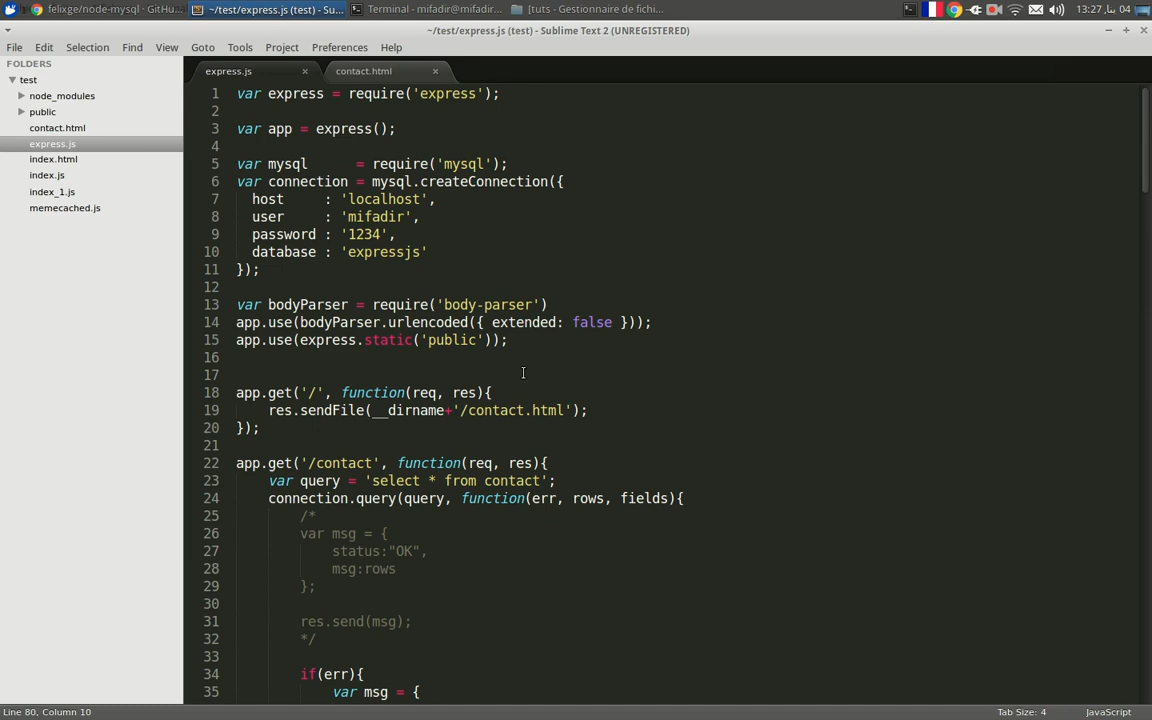 felixge/node-mysql · GitHu... ~/test/express.js (test) - Su... Terminal - mifadir@mifadir... [tuts - Gestionnaire de fichi... 13:27
~/test/express.js (test) - Sublime Text 2 (UNREGISTERED)
File Edit Selection Find View Goto Tools Project Preferences Help
FOLDERS
test
node_modules
public
contact.html
express.js
index.html
index.js
index_1.js
memecached.js
express.js × contact.html ×
1 var express = require('express');
2
3 var app = express();
4
5 var mysql      = require('mysql');
6 var connection = mysql.createConnection({
7   host     : 'localhost',
8   user     : 'mifadir',
9   password : '1234',
10   database : 'expressjs'
11 });
12
13 var bodyParser = require('body-parser')
14 app.use(bodyParser.urlencoded({ extended: false }));
15 app.use(express.static('public'));
16
17
18 app.get('/', function(req, res){
19     res.sendFile(__dirname+'/contact.html');
20 });
21
22 app.get('/contact', function(req, res){
23     var query = 'select * from contact';
24     connection.query(query, function(err, rows, fields){
25         /*
26         var msg = {
27             status:"OK",
28             msg:rows
29         };
30
31         res.send(msg);
32         */
33
34         if(err){
35             var msg = {
Line 80, Column 10 Tab Size: 4 JavaScript